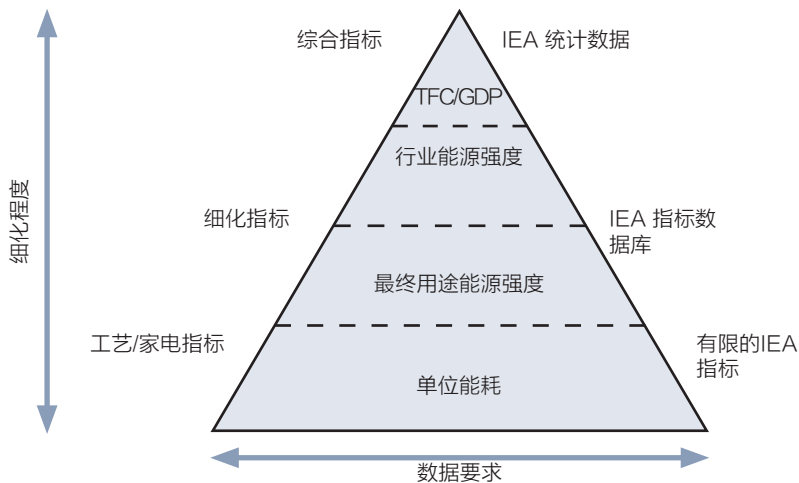 综合指标
IEA 统计数据
TFC/GDP
行业能源强度
细化程度
细化指标
IEA 指标数
据库
最终用途能源强度
工艺/家电指标
有限的IEA
指标
单位能耗
数据要求